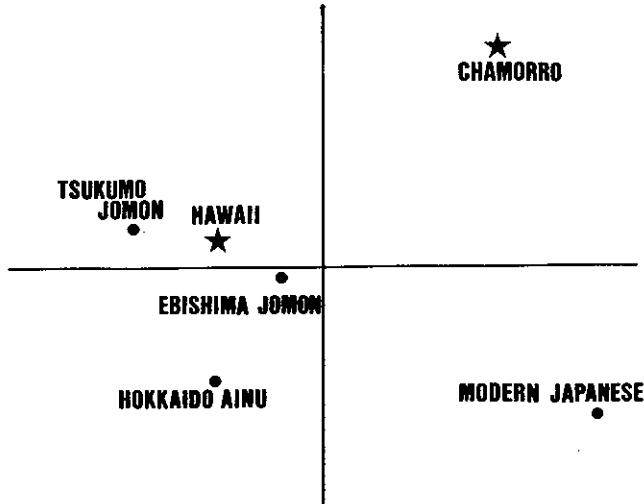 CHAMORRO
TSUKUMO
JOMON
HAWAII
EBISHIMA JOMON
HOKKAIDO AINU
MODERN JAPANESE